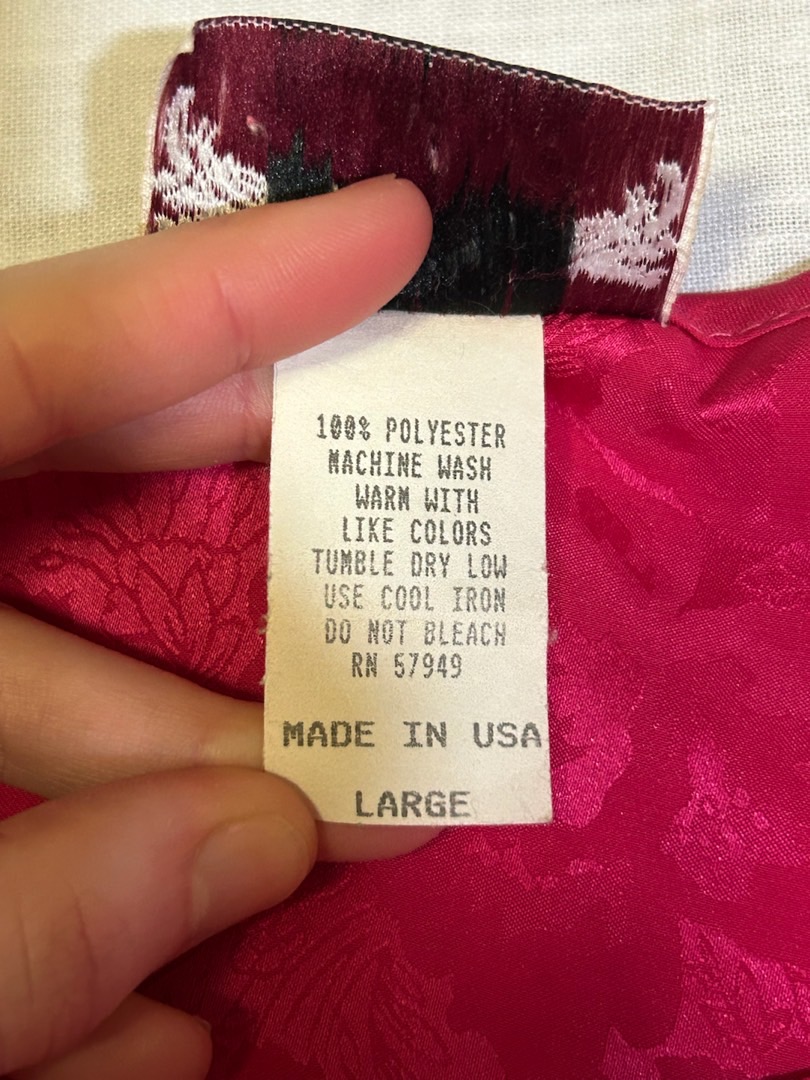 100% POLYESTER
MACHINE WASH
WARM WITH
LIKE COLORS
TUMBLE DRY LOW
USE COOL IRON
DO NOT BLEACH
RN 57949
MADE IN USA
LARGE